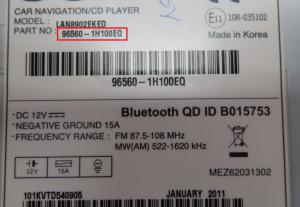 CAR NAVIGATION/CD PLAYER
MODEL : LAN8902EKED
PART NO : 96560-1H100EQ
E11 10R-035102
Made in Korea
96560-1H100EQ
*DC 12V⎓
*NEGATIVE GROUND 15A
*FREQUENCY RANGE : FM 87.5-108 MHz
MW(AM) 522-1620 kHz
Bluetooth QD ID B015753
12V 15A
MEZ62031302
101KVTD540905
JANUARY 2011